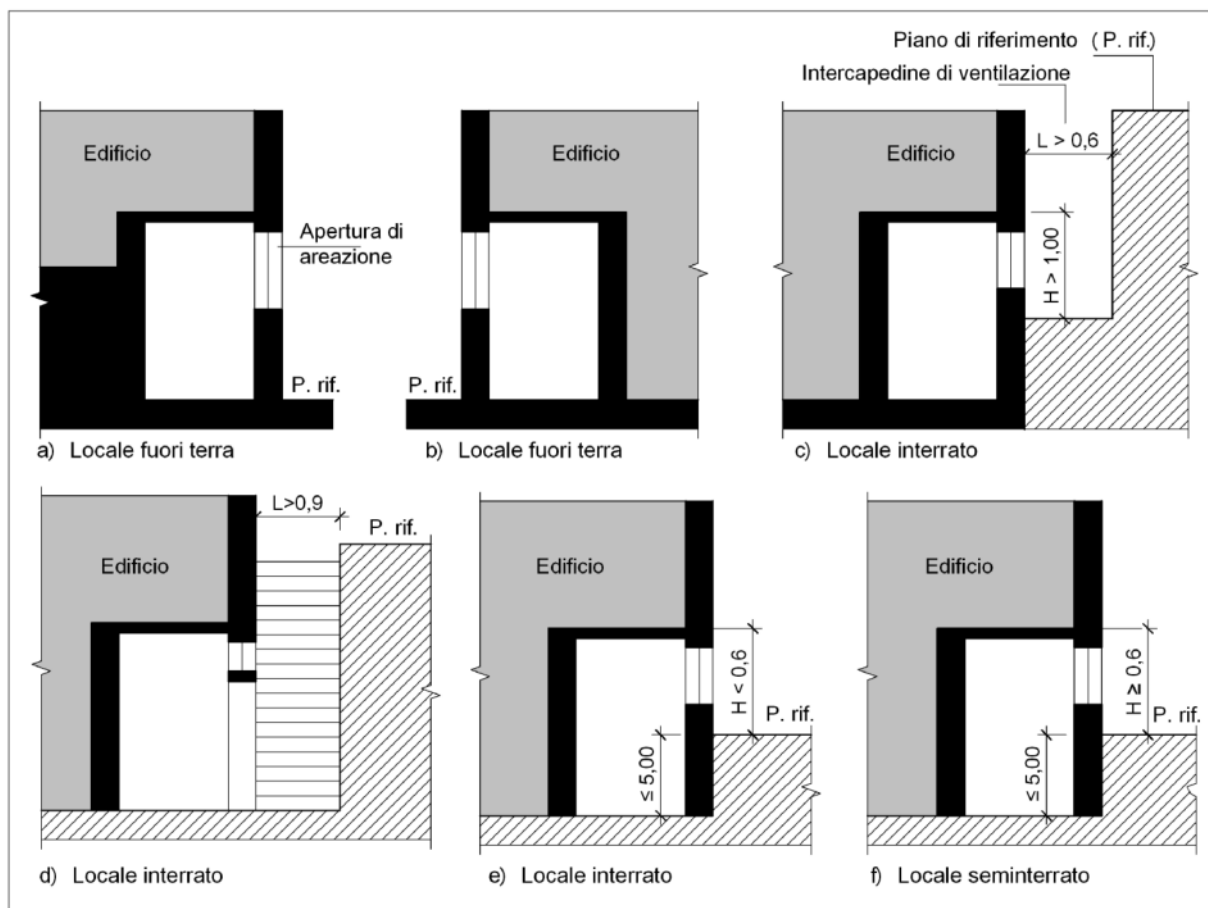 Piano di riferimento (P. rif.)
Intercapedine di ventilazione
Edificio
Edificio
Edificio
L > 0,6
Apertura di
areazione
H > 1,00
P. rif.
P. rif.
a) Locale fuori terra
b) Locale fuori terra
c) Locale interrato
L>0,9
P. rif.
Edificio
Edificio
Edificio
H < 0,6
H ≥ 0,6
P. rif.
P. rif.
≤ 5,00
≤ 5,00
d) Locale interrato
e) Locale interrato
f) Locale seminterrato